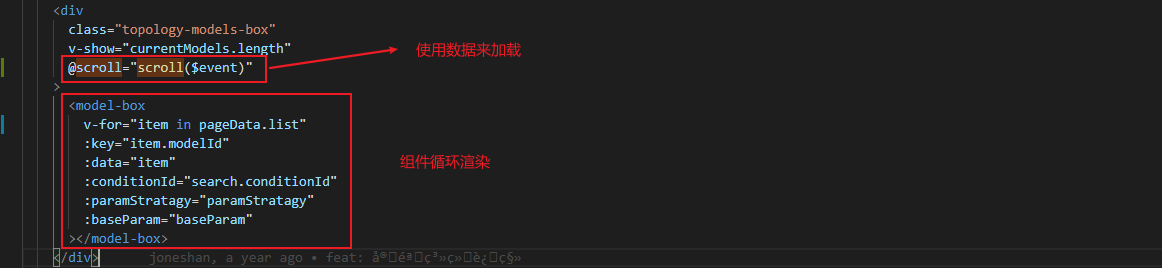 <div
class="topology-models-box"
v-show="currentModels.length"
使用数据来加载
@scroll="scroll($event)"
>
<model-box
v-for="item in pageData.list"
:key="item.modelId"
:data="item"
组件循环渲染
:conditionId="search.conditionId"
:paramStratagy="paramStratagy"
:baseParam="baseParam"
></model-box>
</div> joneshan, a year ago • feat: